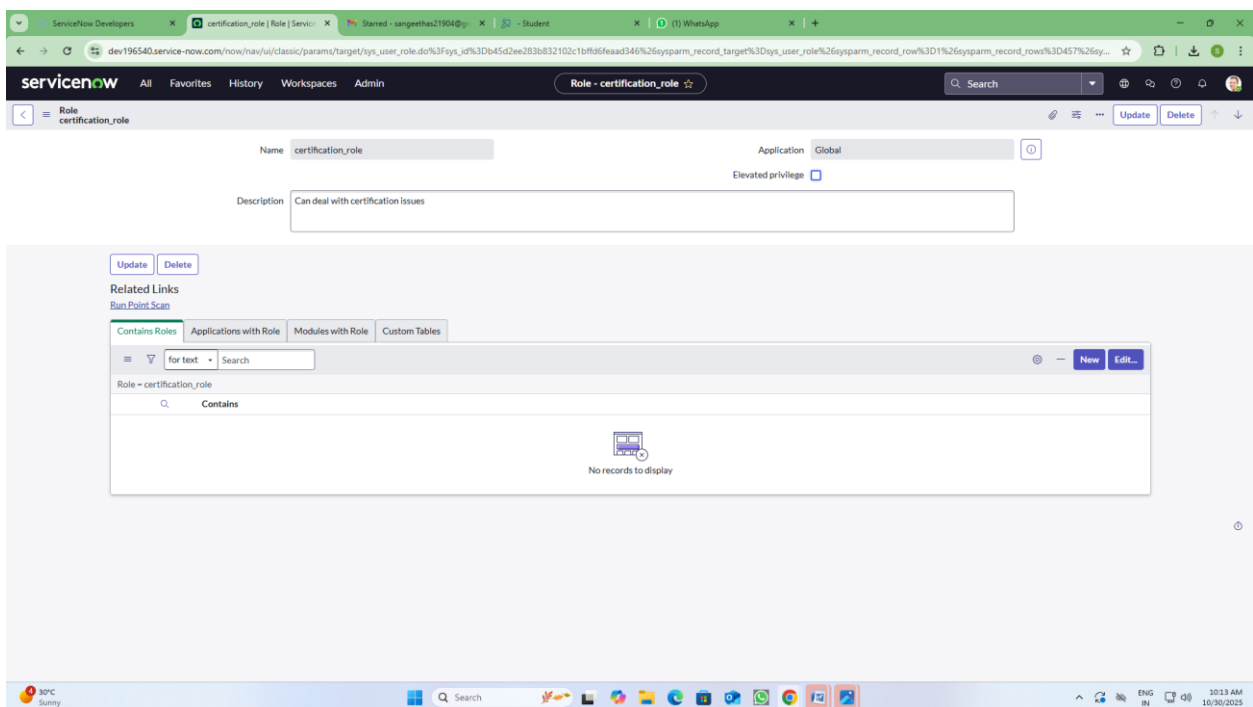 ServiceNow Developers
certification_role | Role | Service
Starred - sangeethas21904@g
- Student
(1) WhatsApp
dev196540.service-now.com/now/nav/ui/classic/params/target/sys_user_role.do%3Fsys_id%3Db45d2ee283b832102c1bffd6feaad346%26sysparm_record_target%3Dsys_user_role%26sysparm_record_row%3D1%26sysparm_record_rows%3D457%26sy...
S
servicenow
All
Favorites
History
Workspaces
Admin
Role - certification_role
Search
Role
certification_role
Update
Delete
Name
certification_role
Application
Global
Elevated privilege
Description
Can deal with certification issues
Update
Delete
Related Links
Run Point Scan
Contains Roles
Applications with Role
Modules with Role
Custom Tables
for text
Search
New
Edit...
Role = certification_role
Contains
No records to display
4
30°C
Sunny
Search
ENG
IN
10:13 AM
10/30/2025